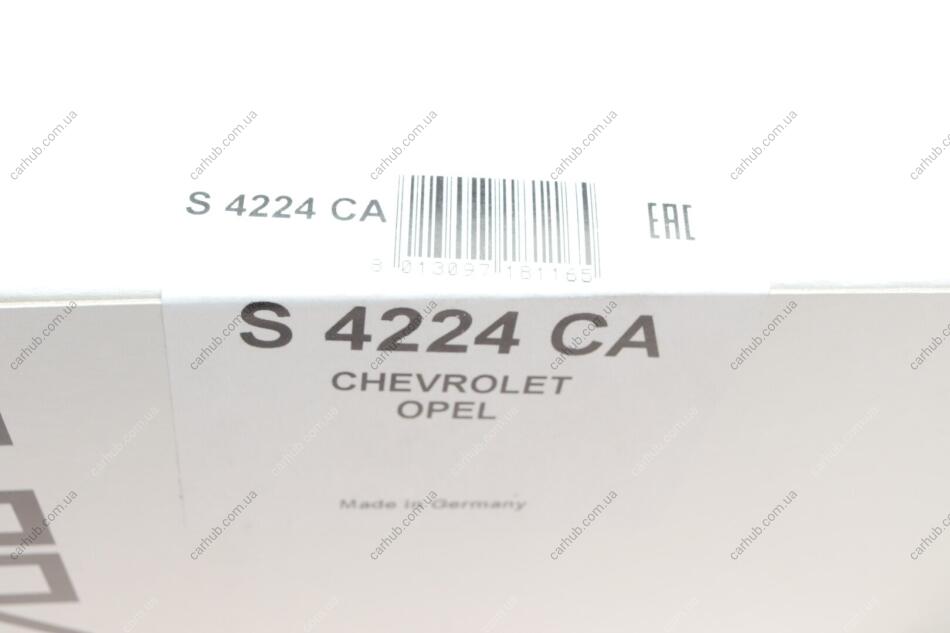 S 4224 CA
EAC
8 013097 181165
S 4224 CA
CHEVROLET
OPEL
Made in Germany
carhub.com.ua